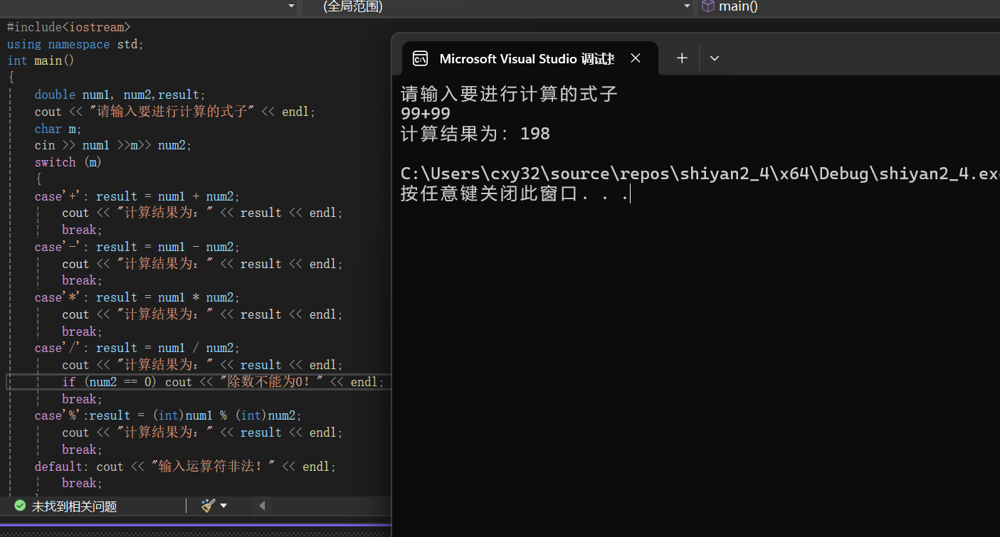 (全局范围)
main()
#include<iostream>
using namespace std;
int main()
{
double num1, num2,result;
cout << "请输入要进行计算的式子" << endl;
char m;
cin >> num1 >>m>> num2;
switch (m)
{
case'+': result = num1 + num2;
cout << "计算结果为：" << result << endl;
break;
case'-': result = num1 - num2;
cout << "计算结果为：" << result << endl;
break;
case'*': result = num1 * num2;
cout << "计算结果为：" << result << endl;
break;
case'/': result = num1 / num2;
cout << "计算结果为：" << result << endl;
if (num2 == 0) cout << "除数不能为0！" << endl;
break;
case'%':result = (int)num1 % (int)num2;
cout << "计算结果为：" << result << endl;
break;
default: cout << "输入运算符非法！" << endl;
break;
未找到相关问题
Microsoft Visual Studio 调试
请输入要进行计算的式子
99+99
计算结果为：198
C:\Users\cxy32\source\repos\shiyan2_4\x64\Debug\shiyan2_4.ex
按任意键关闭此窗口. . .